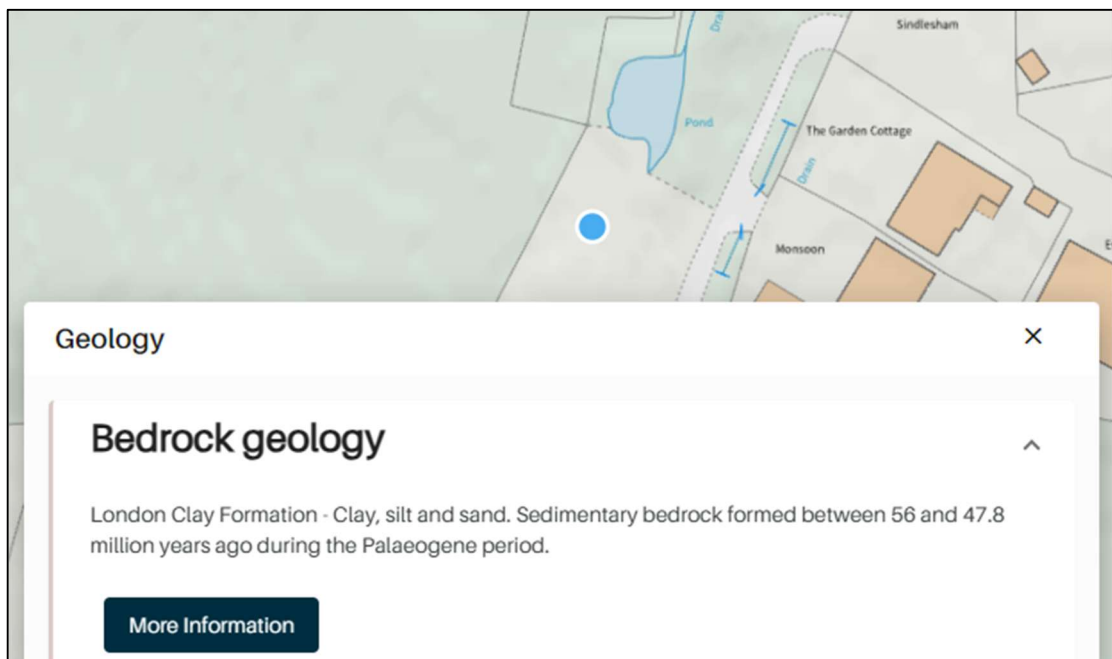 Drai
Sindlesham
Pond
The Garden Cottage
Drain
Monsoon
E
Geology
Bedrock geology
London Clay Formation - Clay, silt and sand. Sedimentary bedrock formed between 56 and 47.8
million years ago during the Palaeogene period.
More Information